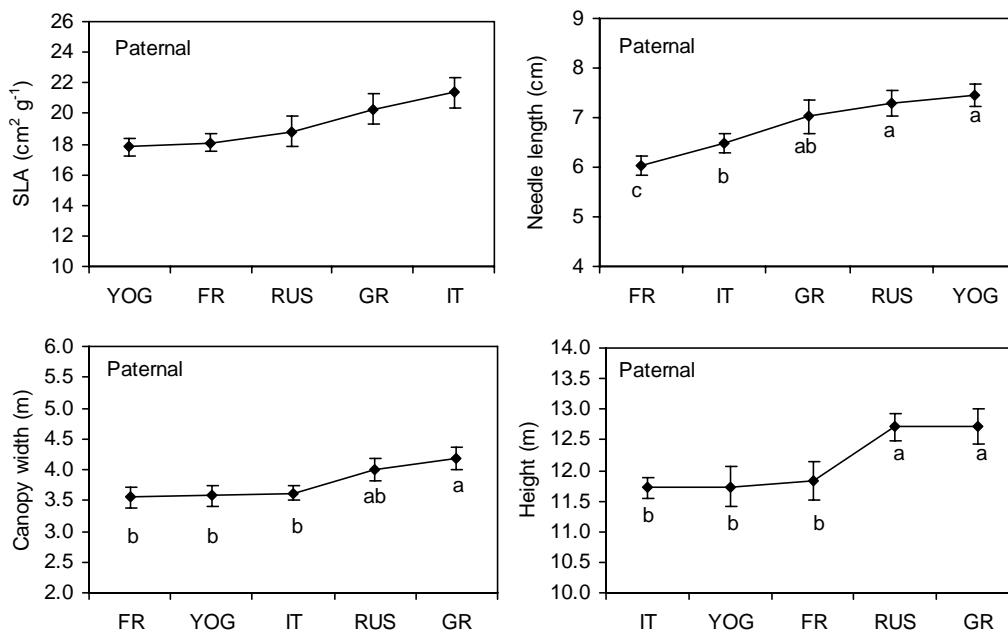 SLA (cm² g⁻¹)
26
24
22
20
18
16
14
12
10
Paternal
YOG FR RUS GR IT
Needle length (cm)
9
8
7
6
5
4
Paternal
c b ab a a
FR IT GR RUS YOG
Canopy width (m)
6.0
5.5
5.0
4.5
4.0
3.5
3.0
2.5
2.0
Paternal
b b b ab a
FR YOG IT RUS GR
Height (m)
14.0
13.5
13.0
12.5
12.0
11.5
11.0
10.5
10.0
Paternal
b b b a a
IT YOG FR RUS GR